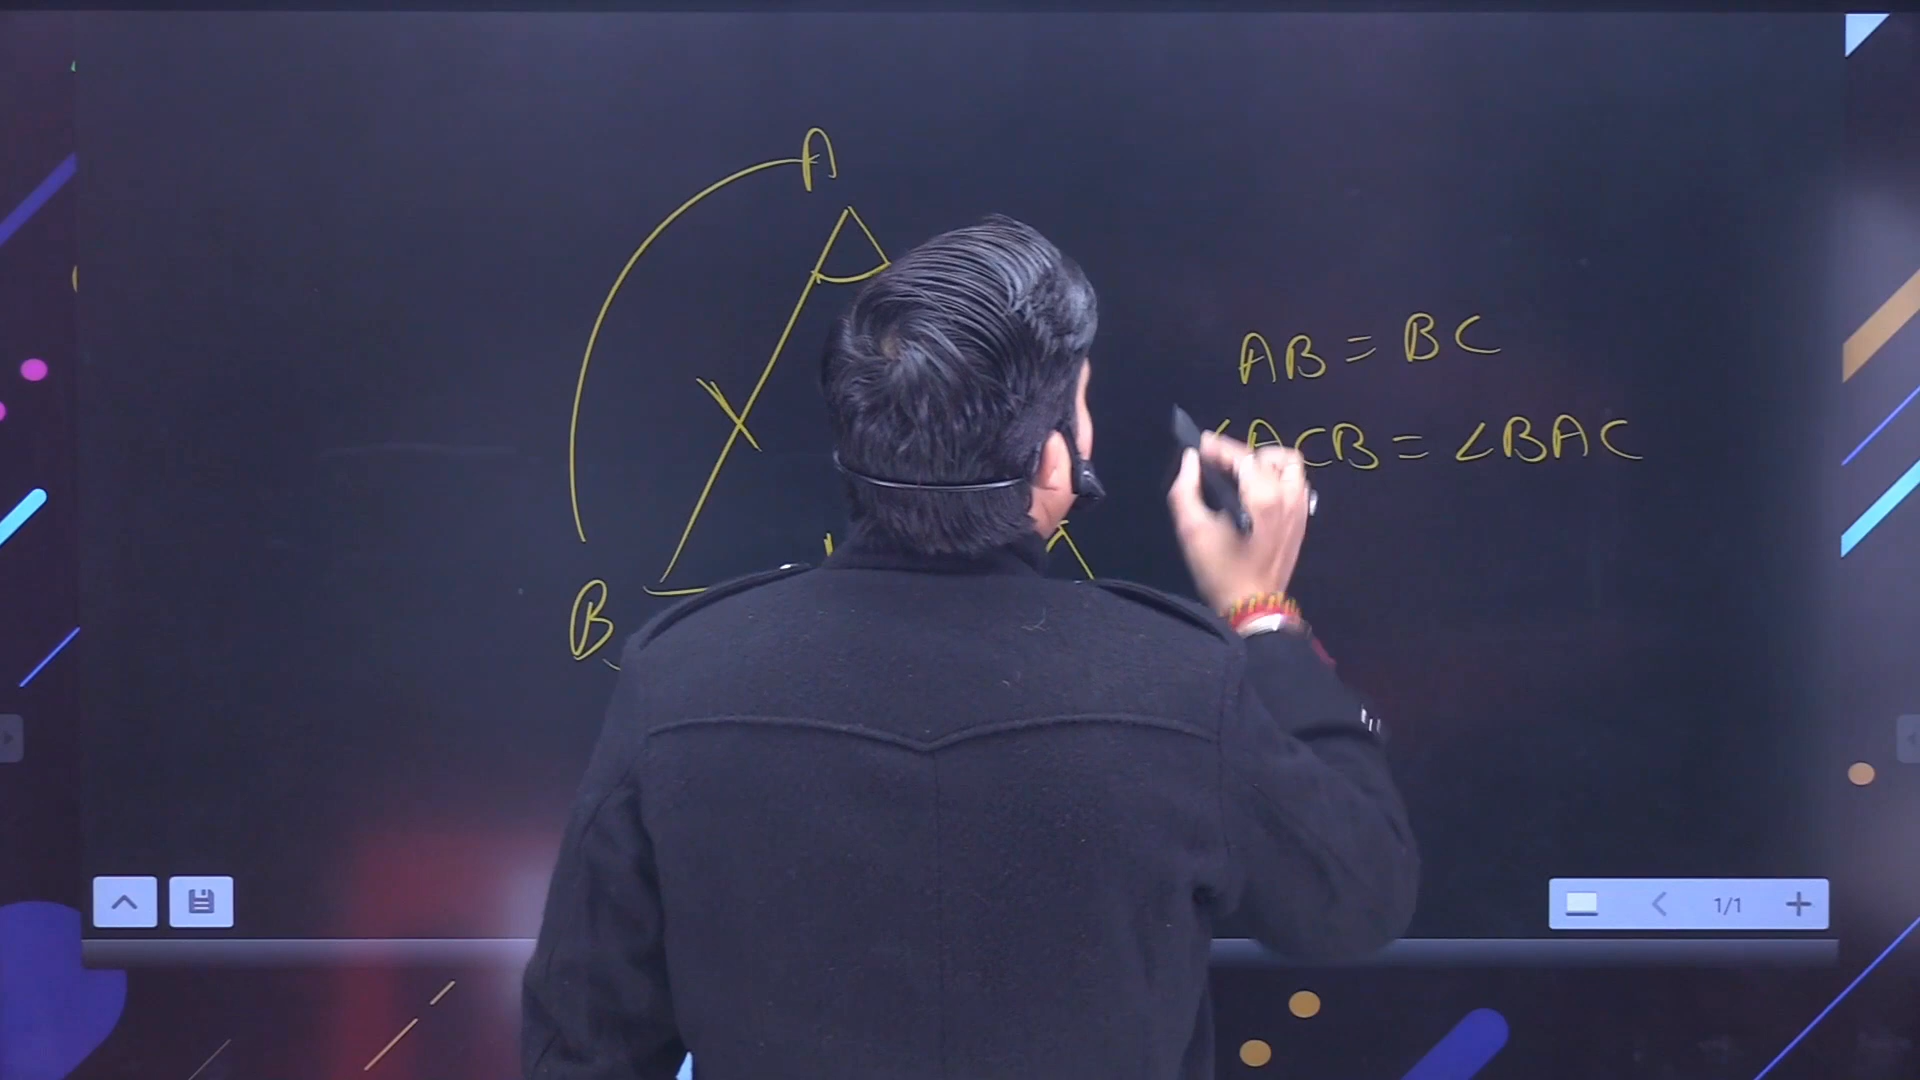 A
AB = BC
∠ACB = ∠BAC
B
1/1